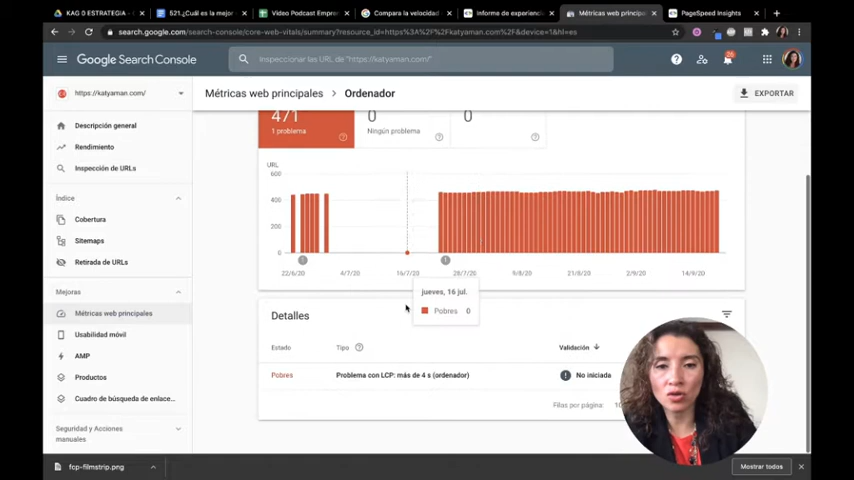 KAG 0 ESTRATEGIA -
521.¿Cuál es la mejo
Video Podcast Empre
Compara la velocidad
Informe de experienci
Métricas web principa
PageSpeed Insights
search.google.com/search-console/core-web-vitals/summary?resource_id=https%3A%2F%2Fkatyaman.com%2F&device=1&hl=es
Google Search Console
Inspeccionar las URL de "https://katyaman.com/"
https://katyaman.com/
Métricas web principales > Ordenador
EXPORTAR
Descripción general
Rendimiento
Inspección de URLs
Índice
Cobertura
Sitemaps
Retirada de URLs
Mejoras
Métricas web principales
Usabilidad móvil
AMP
Productos
Cuadro de búsqueda de enlace...
Seguridad y Acciones
manuales
471
1 problema
0
Ningún problema
0
URL
600
400
200
0
22/6/20
4/7/20
16/7/20
28/7/20
9/8/20
21/8/20
2/9/20
14/9/20
jueves, 16 jul.
Pobres 0
Detalles
Estado
Tipo
Validación
Pobres
Problema con LCP: más de 4 s (ordenador)
No iniciada
Filas por página:
fcp-filmstrip.png
Mostrar todos